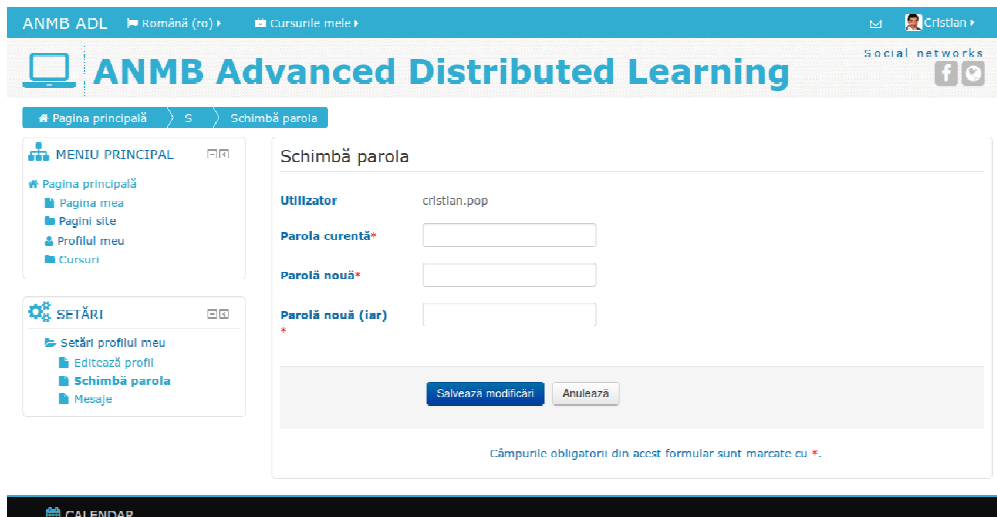 ANMB ADL Română (ro) Cursurile mele Cristian
Social networks
ANMB Advanced Distributed Learning
Pagina principală S Schimbă parola
MENIU PRINCIPAL
Pagina principală
Pagina mea
Pagini site
Profilul meu
Cursuri
SETĂRI
Setări profilul meu
Editează profil
Schimbă parola
Mesaje
Schimbă parola
Utilizator cristian.pop
Parola curentă*
Parolă nouă*
Parolă nouă (iar)
*
Salvează modificări Anulează
Câmpurile obligatorii din acest formular sunt marcate cu *.
CALENDAR